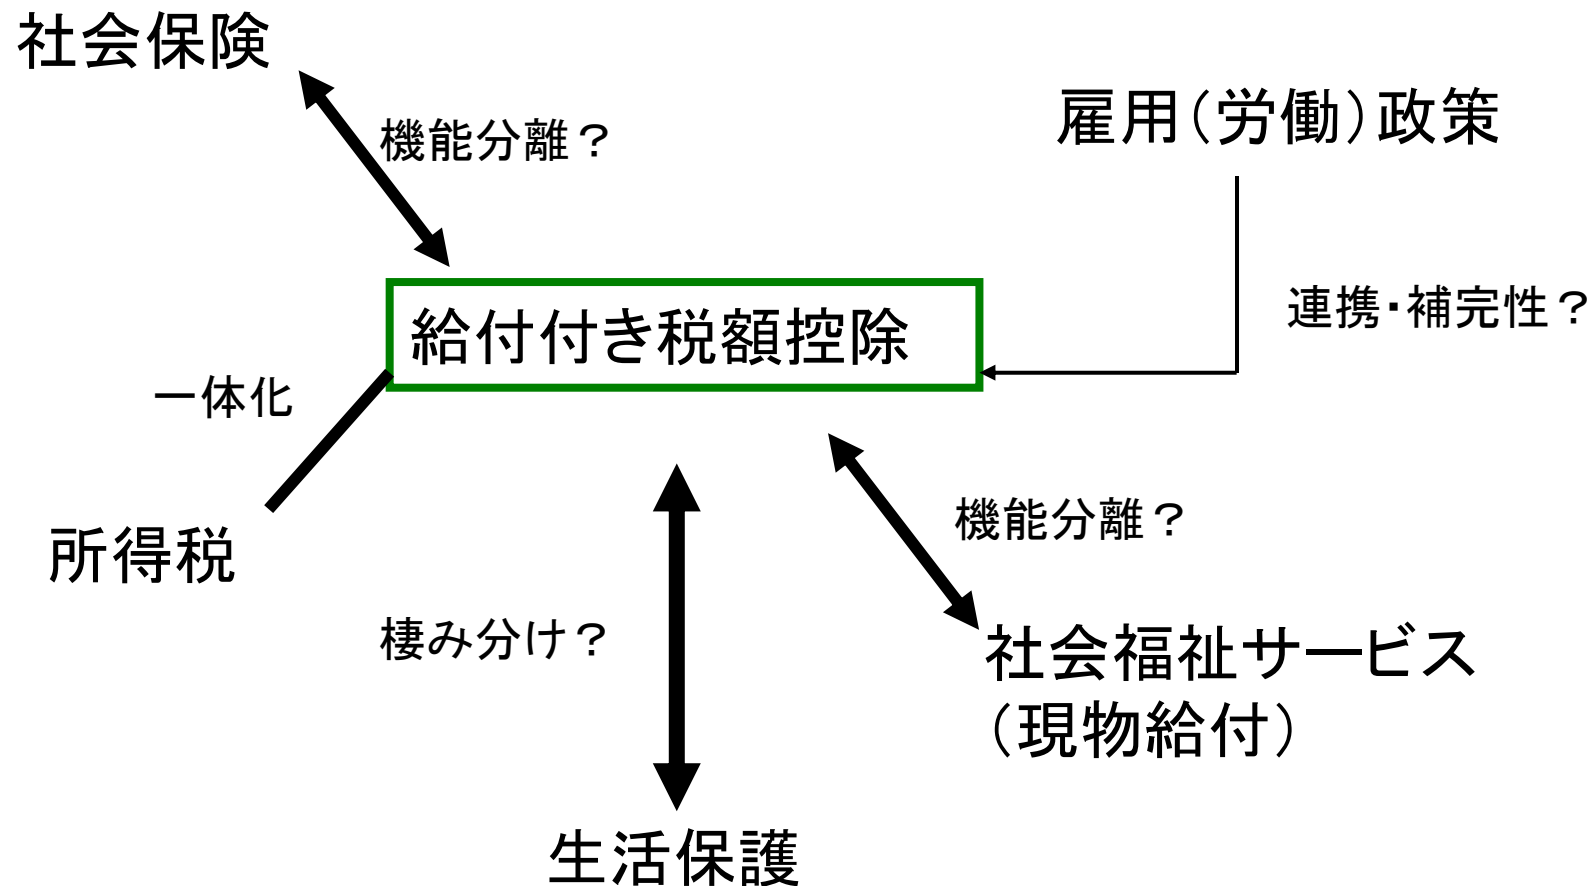 社会保険
機能分離？
雇用（労働）政策
連携・補完性？
給付付き税額控除
一体化
所得税
機能分離？
棲み分け？
社会福祉サービス
（現物給付）
生活保護